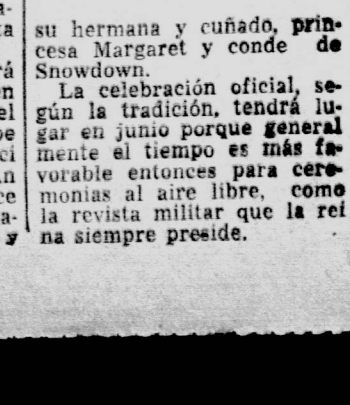 su hermana y cuñado, prin-
cesa Margaret y conde de
Snowdown.
La celebración oficial, se-
gún la tradición, tendrá lu-
gar en junio porque general
mente el tiempo es más fa-
vorable entonces para cere-
monias al aire libre, como
la revista militar que la rei
na siempre preside.